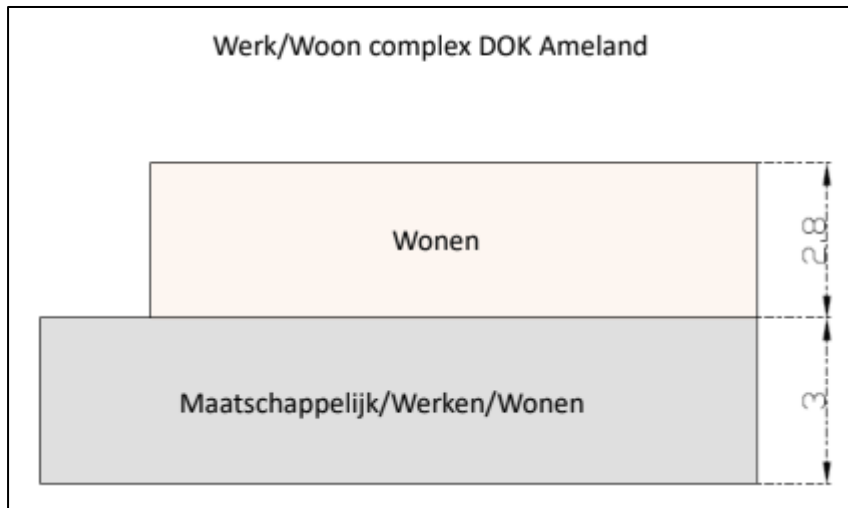 Werk/Woon complex DOK Ameland
Wonen
2.8
Maatschappelijk/Werken/Wonen
3